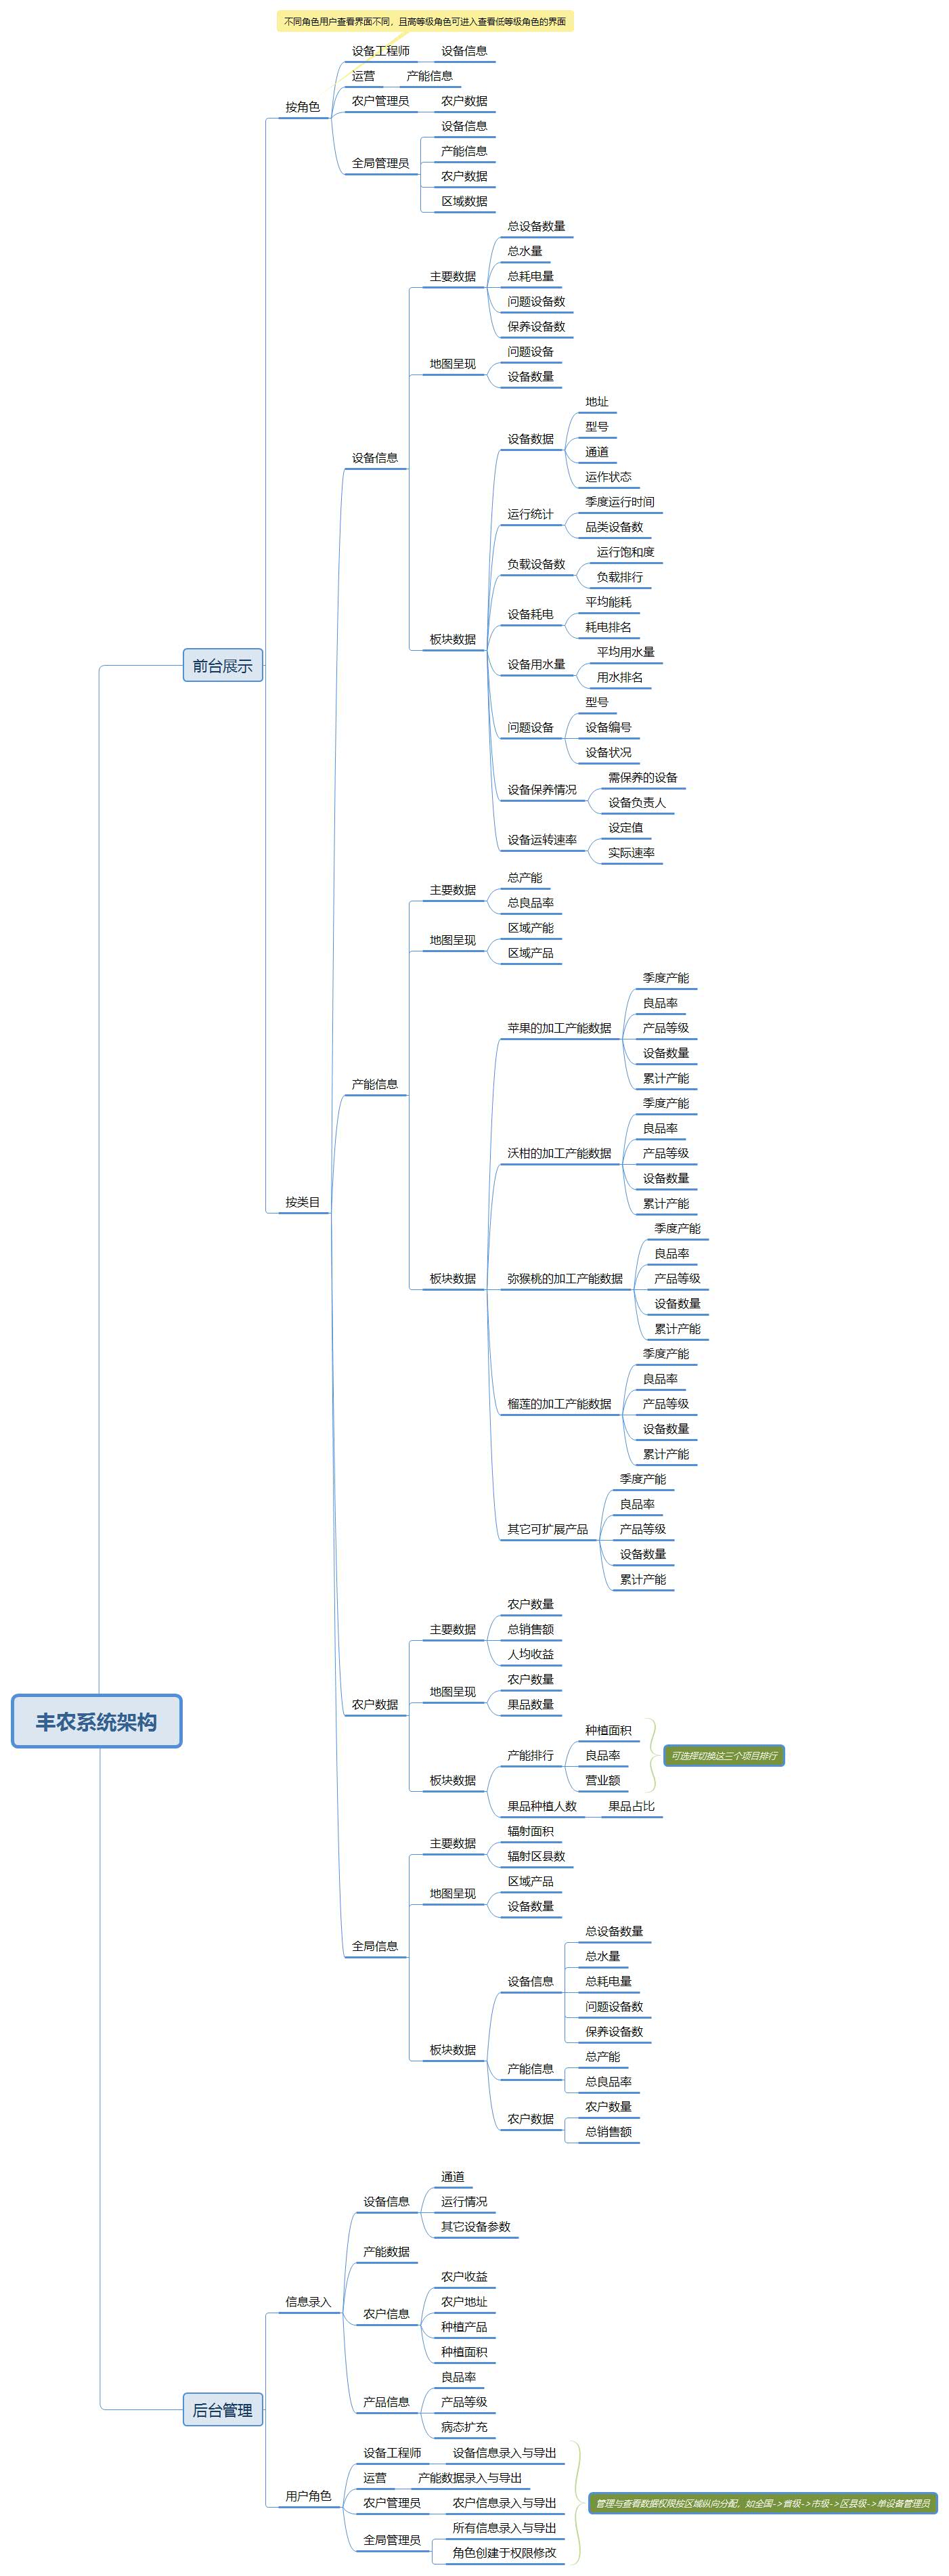 不同角色用户查看界面不同，且高等级角色可进入查看低等级角色的界面
丰农系统架构
前台展示
按角色
设备工程师
设备信息
运营
产能信息
农户管理员
农户数据
全局管理员
设备信息
产能信息
农户数据
区域数据
按类目
设备信息
主要数据
总设备数量
总水量
总耗电量
问题设备数
保养设备数
地图呈现
问题设备
设备数量
板块数据
设备数据
地址
型号
通道
运作状态
运行统计
季度运行时间
品类设备数
负载设备数
运行饱和度
负载排行
设备耗电
平均能耗
耗电排名
设备用水量
平均用水量
用水排名
问题设备
型号
设备编号
设备状况
设备保养情况
需保养的设备
设备负责人
设备运转速率
设定值
实际速率
产能信息
主要数据
总产能
总良品率
地图呈现
区域产能
区域产品
板块数据
苹果的加工产能数据
季度产能
良品率
产品等级
设备数量
累计产能
沃柑的加工产能数据
季度产能
良品率
产品等级
设备数量
累计产能
弥猴桃的加工产能数据
季度产能
良品率
产品等级
设备数量
累计产能
榴莲的加工产能数据
季度产能
良品率
产品等级
设备数量
累计产能
其它可扩展产品
季度产能
良品率
产品等级
设备数量
累计产能
农户数据
主要数据
农户数量
总销售额
人均收益
地图呈现
农户数量
果品数量
板块数据
产能排行
种植面积
良品率
营业额
可选择切换这三个项目排行
果品种植人数
果品占比
全局信息
主要数据
辐射面积
辐射区县数
地图呈现
区域产品
设备数量
板块数据
设备信息
总设备数量
总水量
总耗电量
问题设备数
保养设备数
产能信息
总产能
总良品率
农户数据
农户数量
总销售额
后台管理
信息录入
设备信息
通道
运行情况
其它设备参数
产能数据
农户信息
农户收益
农户地址
种植产品
种植面积
产品信息
良品率
产品等级
病态扩充
用户角色
设备工程师
设备信息录入与导出
运营
产能数据录入与导出
农户管理员
农户信息录入与导出
全局管理员
所有信息录入与导出
角色创建于权限修改
管理与查看数据权限按区域纵向分配，如全国->省级->市级->区县级->单设备管理员